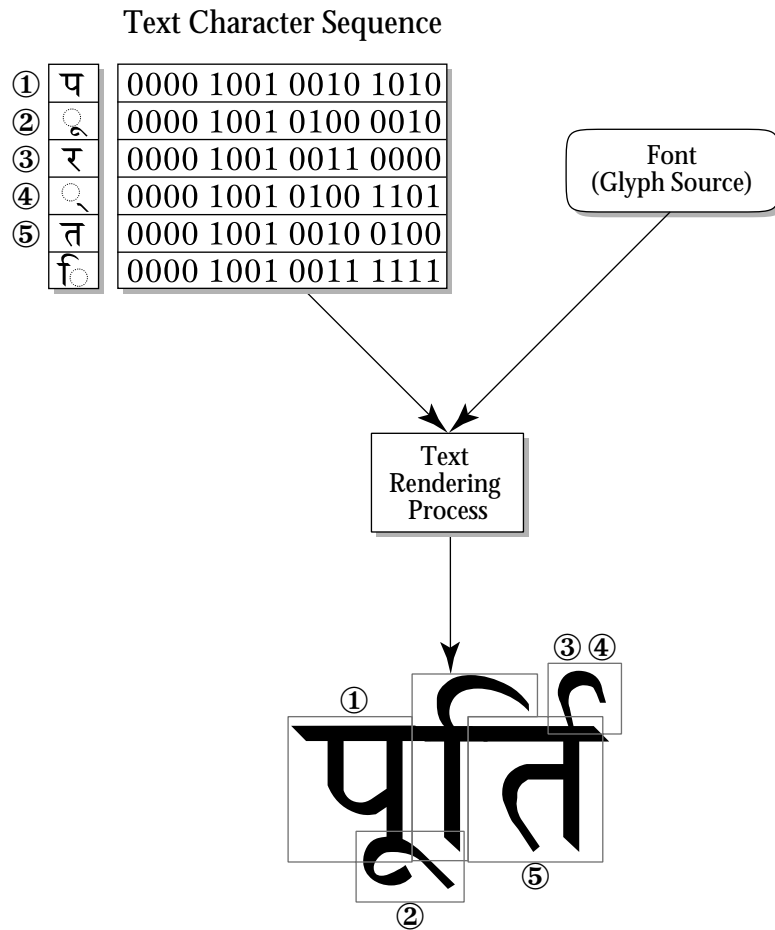 Text Character Sequence
① प 0000 1001 0010 1010
② ू 0000 1001 0100 0010
③ र 0000 1001 0011 0000
④ ् 0000 1001 0100 1101
⑤ त 0000 1001 0010 0100
ि 0000 1001 0011 1111
Font
(Glyph Source)
Text
Rendering
Process
③ ④
①
पूर्ति
⑤
②